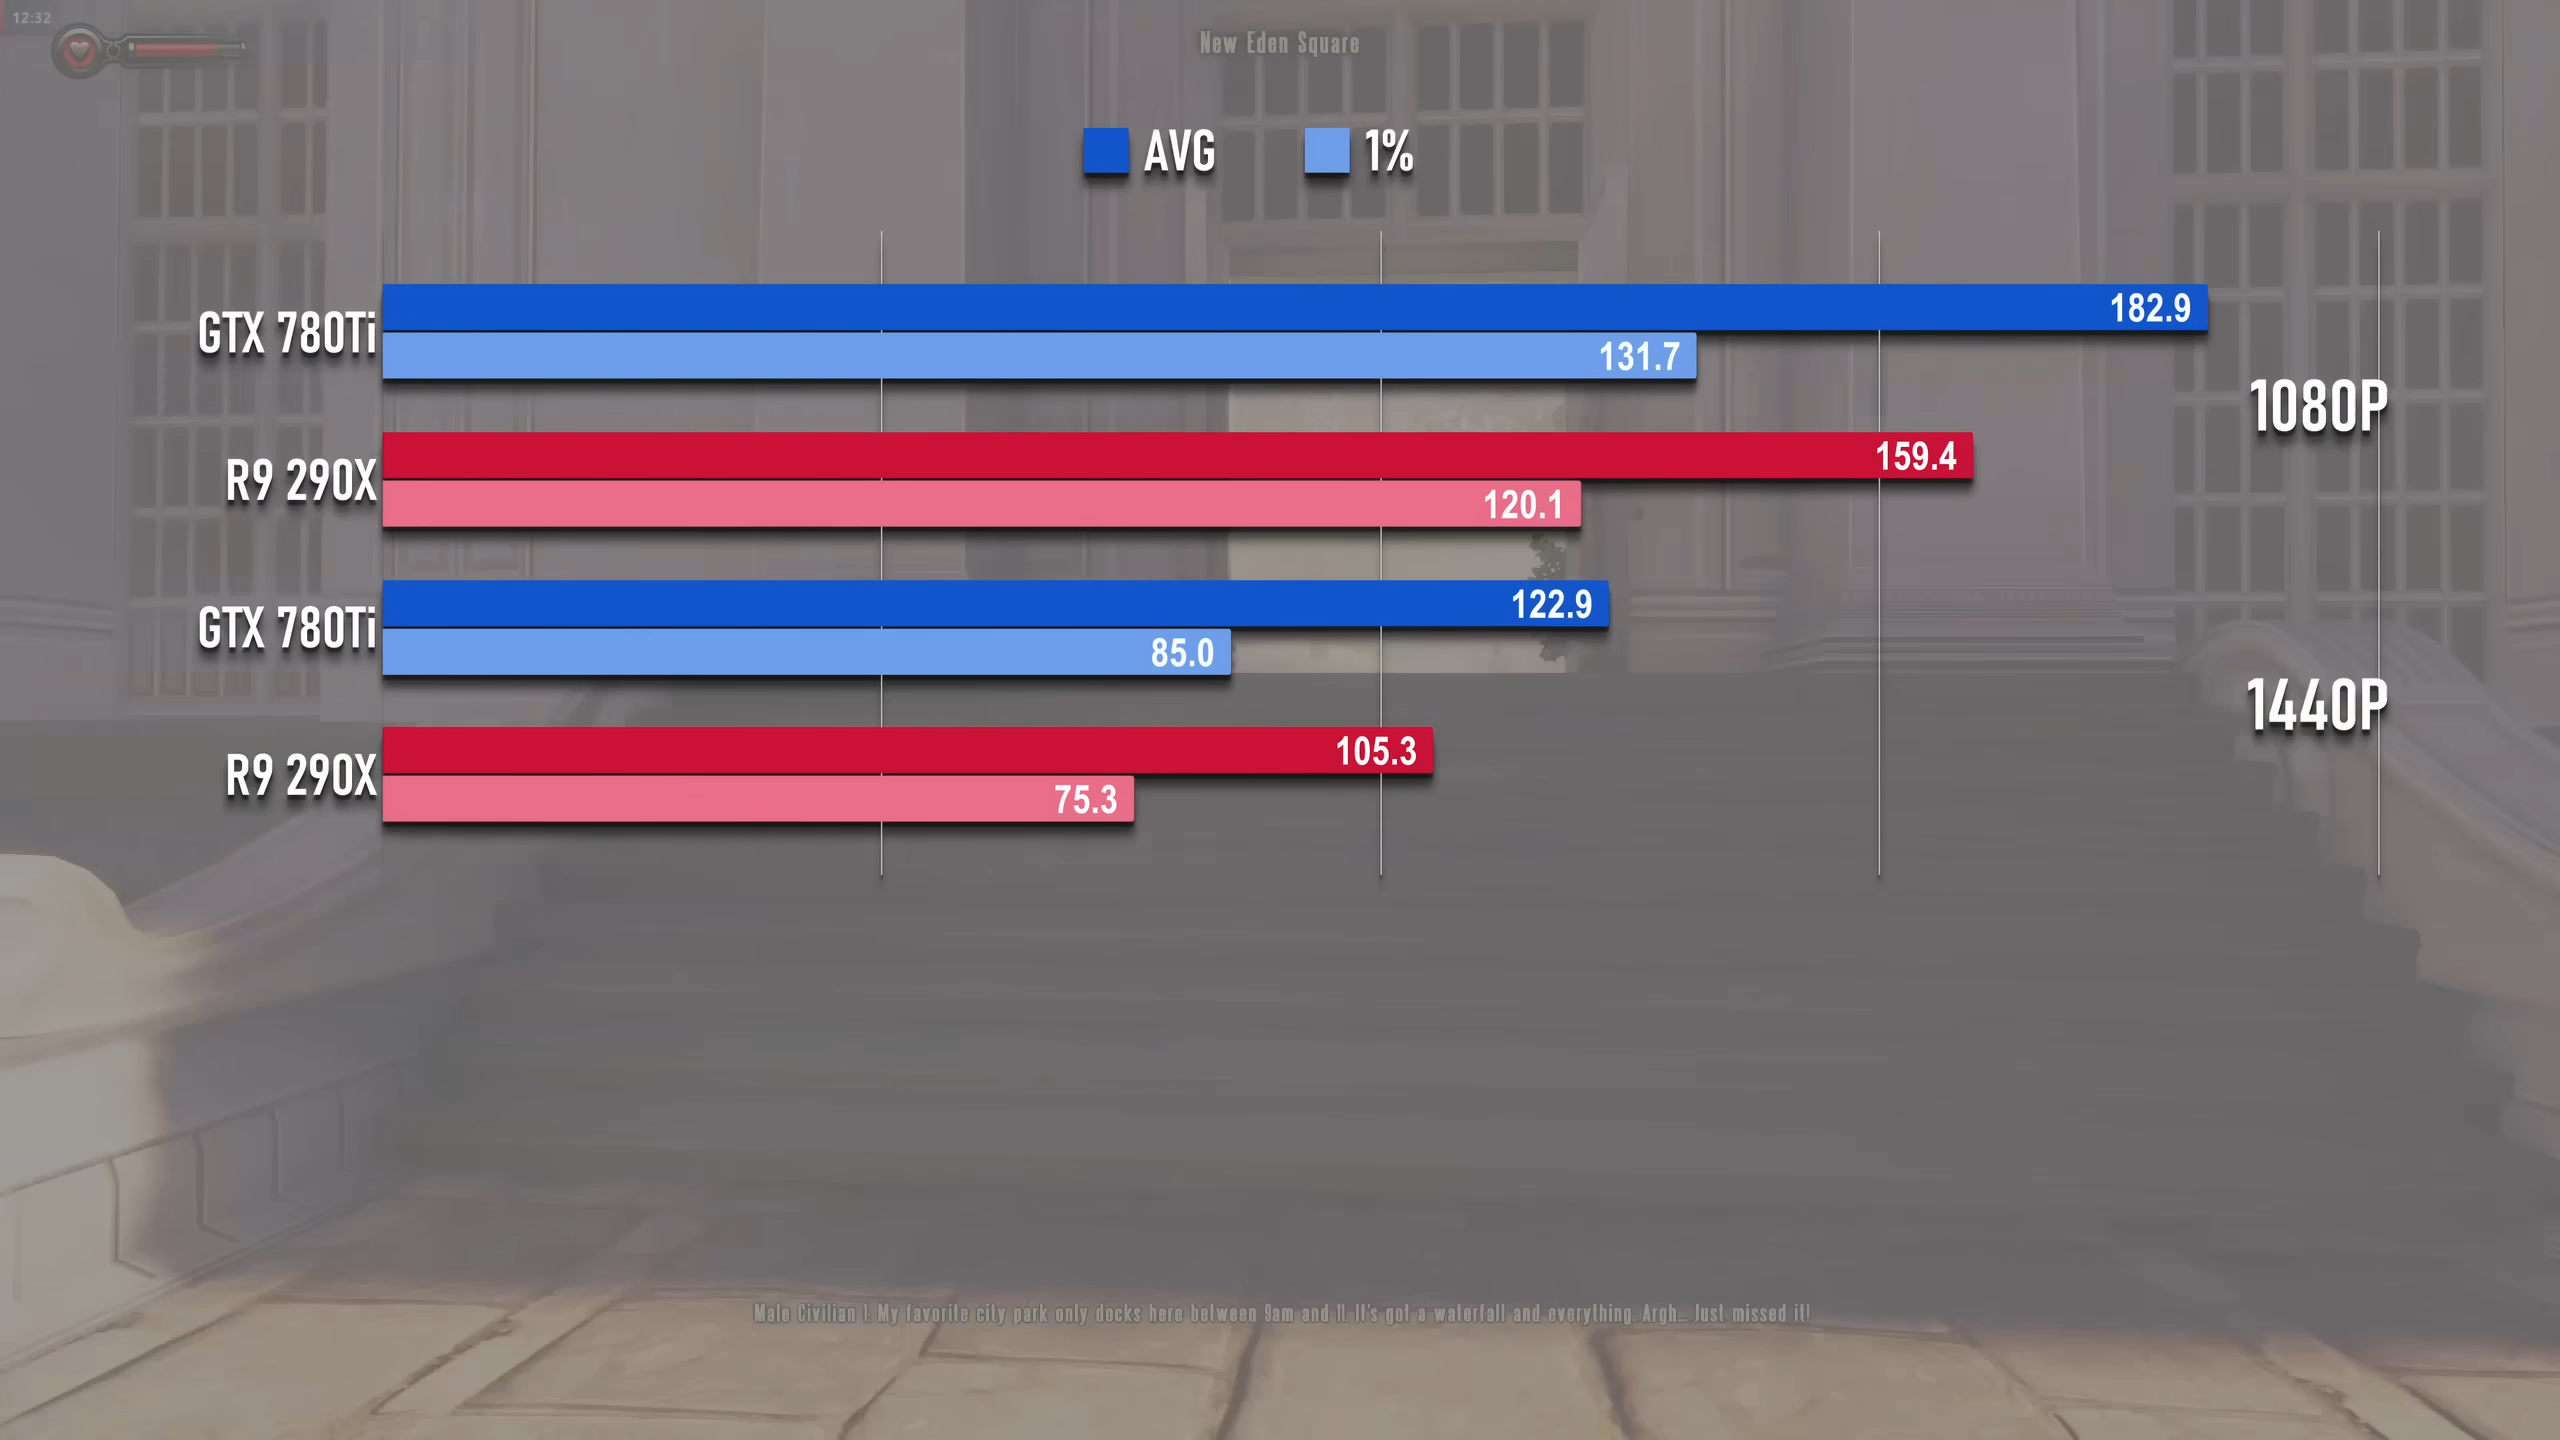 12:32
New Eden Square
AVG 1%
GTX 780Ti 182.9
131.7
1080P
R9 290X 159.4
120.1
GTX 780Ti 122.9
85.0
1440P
R9 290X 105.3
75.3
Male Civilian 1: My favorite city park only docks here between 9am and 11. It's got a waterfall and everything. Argh... Just missed it!